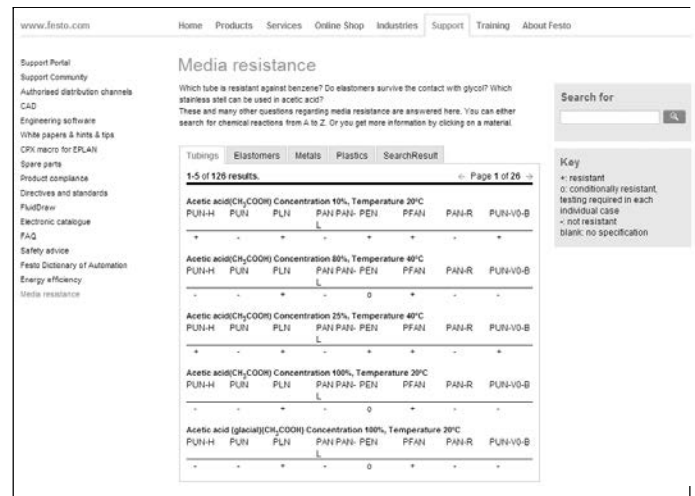 www.festo.com
Home Products Services Online Shop Industries Support Training About Festo
Support Portal
Support Community
Authorised distribution channels
CAD
Engineering software
White papers & hints & tips
CPX macro for EPLAN
Spare parts
Product compliance
Directives and standards
FluidDraw
Electronic catalogue
FAQ
Safety advice
Festo Dictionary of Automation
Energy efficiency
Media resistance
Media resistance
Which tube is resistant against benzene? Do elastomers survive the contact with glycol? Which
stainless stell can be used in acetic acid?
These and many other questions regarding media resistance are answered here. You can either
search for chemical reactions from A to Z. Or you get more information by clicking on a material.
Tubings Elastomers Metals Plastics SearchResult
1-5 of 126 results. ← Page 1 of 26 →
Acetic acid(CH₃COOH) Concentration 10%, Temperature 20°C
PUN-H PUN PLN PAN PAN- PEN PFAN PAN-R PUN-V0-B
L
+ - + - + + - +
Acetic acid(CH₃COOH) Concentration 80%, Temperature 40°C
PUN-H PUN PLN PAN PAN- PEN PFAN PAN-R PUN-V0-B
L
- - + - o + - -
Acetic acid(CH₃COOH) Concentration 25%, Temperature 40°C
PUN-H PUN PLN PAN PAN- PEN PFAN PAN-R PUN-V0-B
L
+ - + - + + - +
Acetic acid(CH₃COOH) Concentration 100%, Temperature 20°C
PUN-H PUN PLN PAN PAN- PEN PFAN PAN-R PUN-V0-B
L
- - + - o + - -
Acetic acid (glacial)(CH₃COOH) Concentration 100%, Temperature 20°C
PUN-H PUN PLN PAN PAN- PEN PFAN PAN-R PUN-V0-B
L
- - + - o + - -
Search for
Key
+: resistant
o: conditionally resistant,
testing required in each
individual case
-: not resistant
blank: no specification